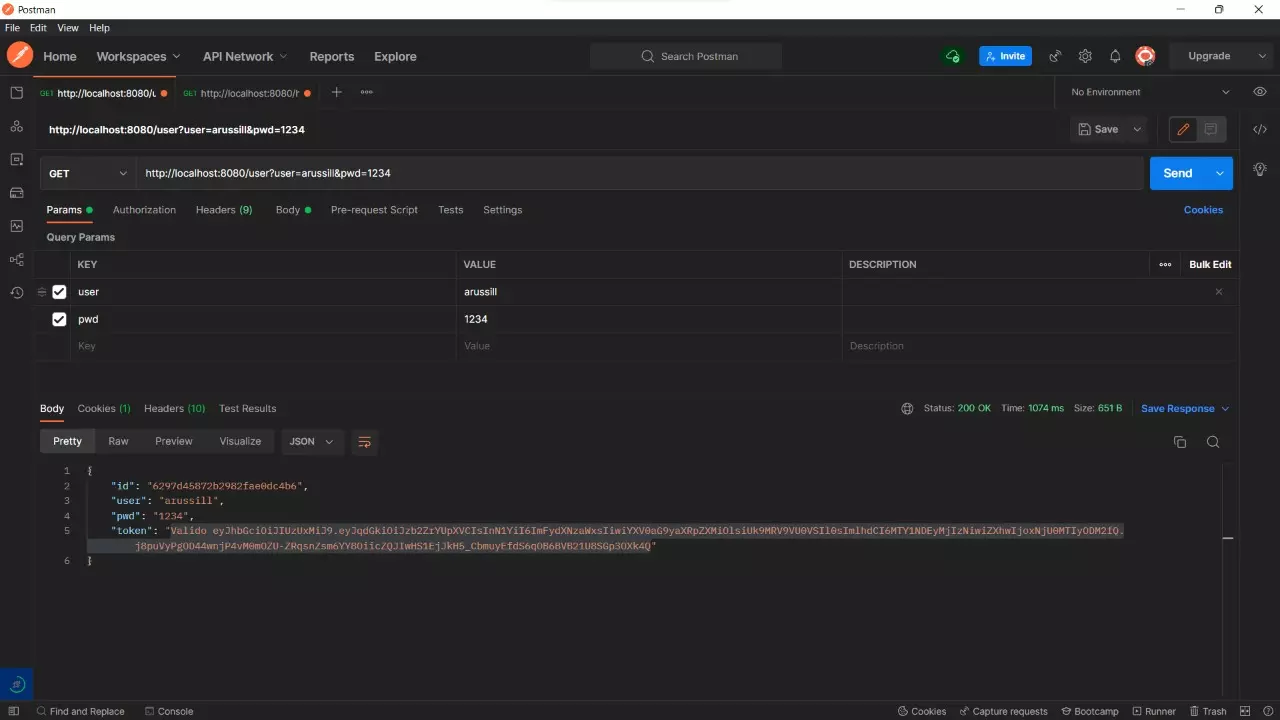 Postman
File Edit View Help
Home Workspaces API Network Reports Explore Search Postman Invite Upgrade
GET http://localhost:8080/u GET http://localhost:8080/h No Environment
http://localhost:8080/user?user=arussill&pwd=1234 Save
GET http://localhost:8080/user?user=arussill&pwd=1234 Send
Params Authorization Headers (9) Body Pre-request Script Tests Settings Cookies
Query Params
KEY VALUE DESCRIPTION Bulk Edit
user arussill
pwd 1234
Key Value Description
Body Cookies (1) Headers (10) Test Results Status: 200 OK Time: 1074 ms Size: 651 B Save Response
Pretty Raw Preview Visualize JSON
1 {
2 "id": "6297d45872b2982fae0dc4b6",
3 "user": "arussill",
4 "pwd": "1234",
5 "token": "Valido eyJhbGciOiJIUzUxMiJ9.eyJqdGkiOiJzb2ZrYUpXVCIsInN1YiI6ImFydXNzaWxsIiwiYXV0aG9yaXRpZXMiOlsiUk9MRV9VU0VSIl0sImlhdCI6MTY1NDEyMjIzNiwiZXhwIjoxNjU0MTIyODM2fQ.
6 }
Find and Replace Console Cookies Capture requests Bootcamp Runner Trash